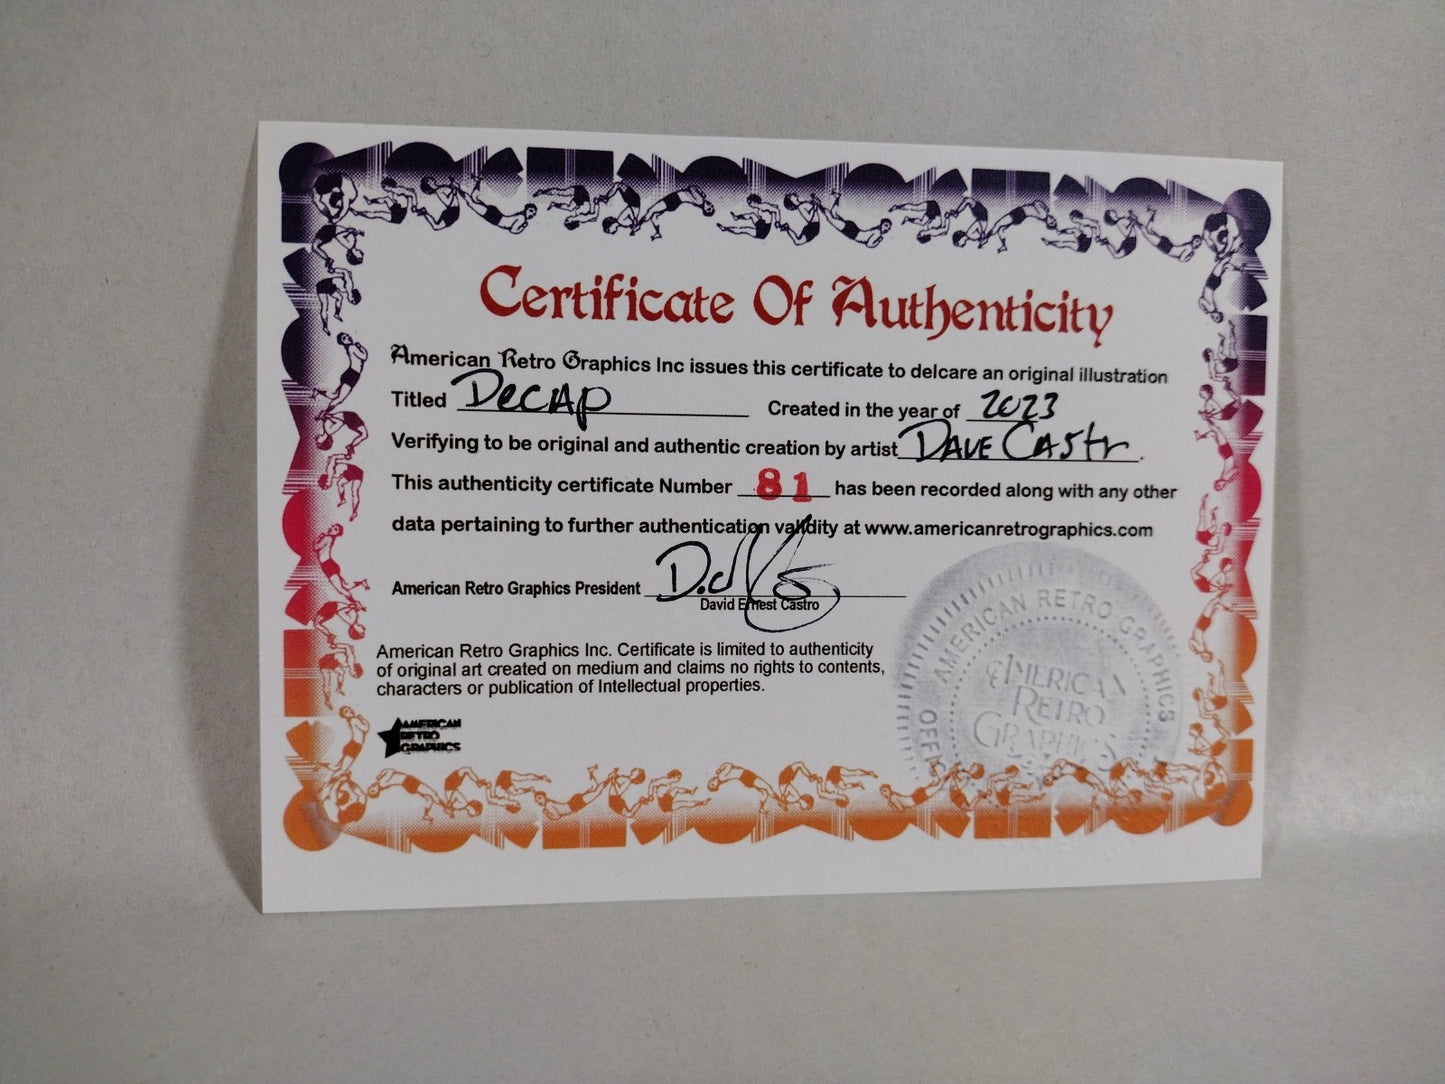 Certificate Of Authenticity
American Retro Graphics Inc issues this certificate to delcare an original illustration
Titled Decap Created in the year of 2023
Verifying to be original and authentic creation by artist Dave Castr.
This authenticity certificate Number 81 has been recorded along with any other
data pertaining to further authentication validity at www.americanretrographics.com
American Retro Graphics President
David Ernest Castro
American Retro Graphics Inc. Certificate is limited to authenticity
of original art created on medium and claims no rights to contents,
characters or publication of Intellectual properties.
AMERICAN
RETRO
GRAPHICS
AMERICAN RETRO GRAPHICS
AMERICAN
RETRO
GRAPHICS